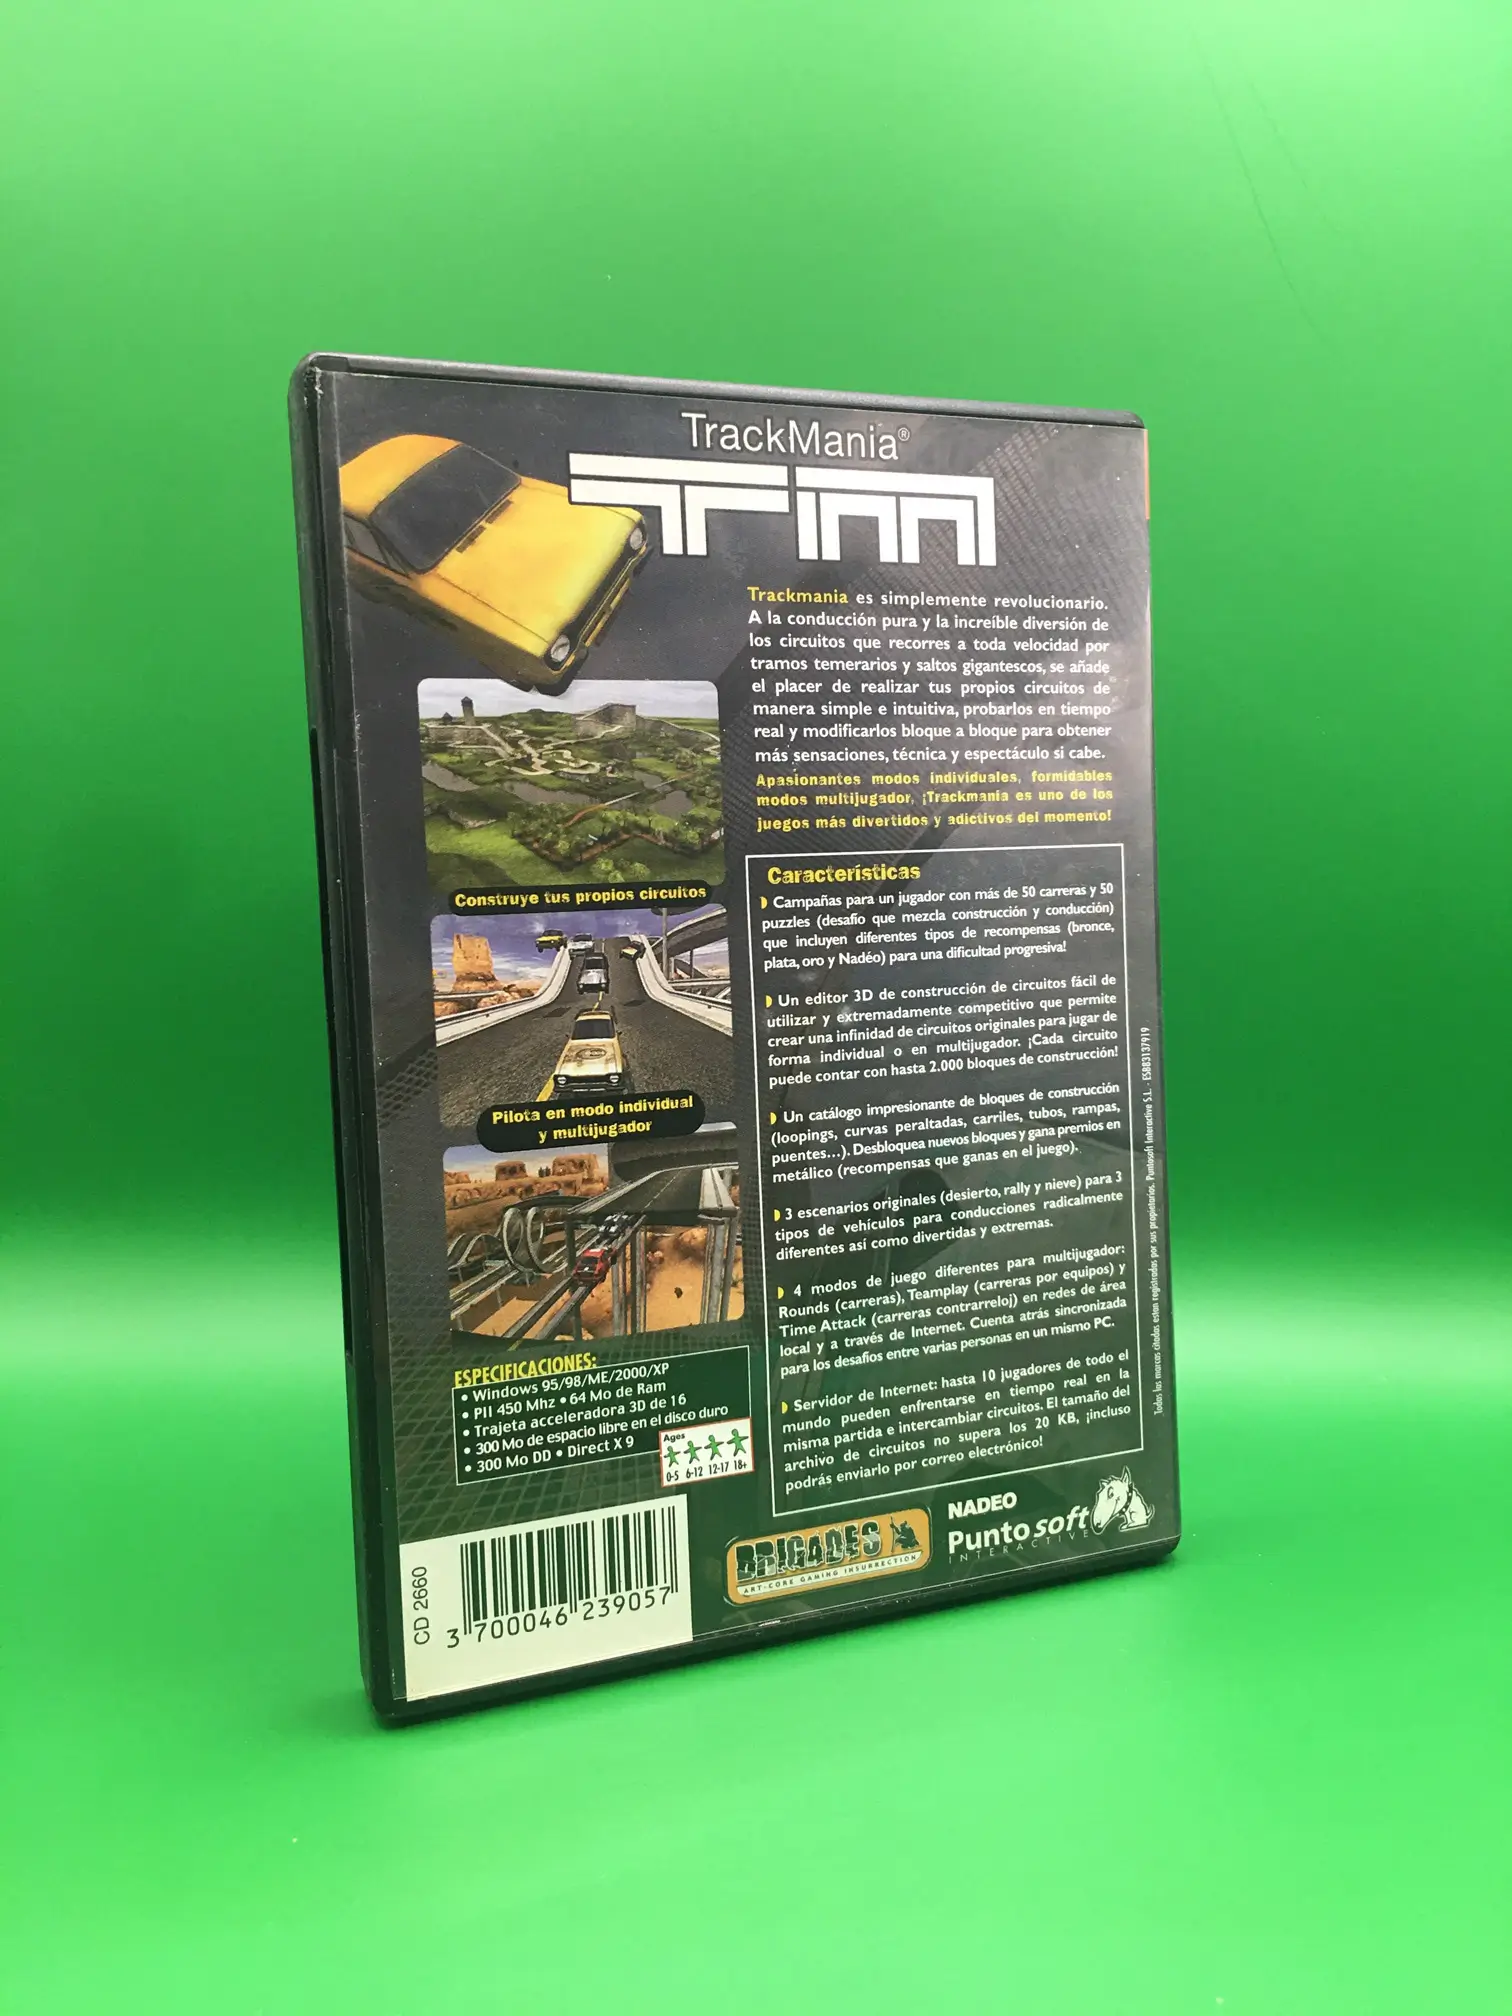 TrackMania®
TM
Trackmania es simplemente revolucionario.
A la conducción pura y la increíble diversión de
los circuitos que recorres a toda velocidad por
tramos temerarios y saltos gigantescos, se añade
el placer de realizar tus propios circuitos de
manera simple e intuitiva, probarlos en tiempo
real y modificarlos bloque a bloque para obtener
más sensaciones, técnica y espectáculo si cabe.
Apasionantes modos individuales, formidables
modos multijugador, ¡Trackmania es uno de los
juegos más divertidos y adictivos del momento!
Construye tus propios circuitos
Pilota en modo individual
y multijugador
Características
Campañas para un jugador con más de 50 carreras y 50
puzzles (desafío que mezcla construcción y conducción)
que incluyen diferentes tipos de recompensas (bronce,
plata, oro y Nadéo) para una dificultad progresiva!
Un editor 3D de construcción de circuitos fácil de
utilizar y extremadamente competitivo que permite
crear una infinidad de circuitos originales para jugar de
forma individual o en multijugador. ¡Cada circuito
puede contar con hasta 2.000 bloques de construcción!
Un catálogo impresionante de bloques de construcción
(loopings, curvas peraltadas, carriles, tubos, rampas,
puentes...). Desbloquea nuevos bloques y gana premios en
metálico (recompensas que ganas en el juego).
3 escenarios originales (desierto, rally y nieve) para 3
tipos de vehículos para conducciones radicalmente
diferentes así como divertidas y extremas.
4 modos de juego diferentes para multijugador:
Rounds (carreras), Teamplay (carreras por equipos) y
Time Attack (carreras contrarreloj) en redes de área
local y a través de Internet. Cuenta atrás sincronizada
para los desafíos entre varias personas en un mismo PC.
Servidor de Internet: hasta 10 jugadores de todo el
mundo pueden enfrentarse en tiempo real en la
misma partida e intercambiar circuitos. El tamaño del
archivo de circuitos no supera los 20 KB, ¡incluso
podrás enviarlo por correo electrónico!
Todas las marcas citadas estan registradas por sus propietarios. Puntosoft Interactive S.L. - ESB83137919
ESPECIFICACIONES:
• Windows 95/98/ME/2000/XP
• PII 450 Mhz • 64 Mo de Ram
• Trajeta acceleradora 3D de 16
• 300 Mo de espacio libre en el disco duro
• 300 Mo DD • Direct X 9
Ages
0-5 6-12 12-17 18+
CD 2660
3 700046 239057
BRIGADES
ART-CORE GAMING INSURRECTION
NADEO
Punto soft
INTERACTIVE